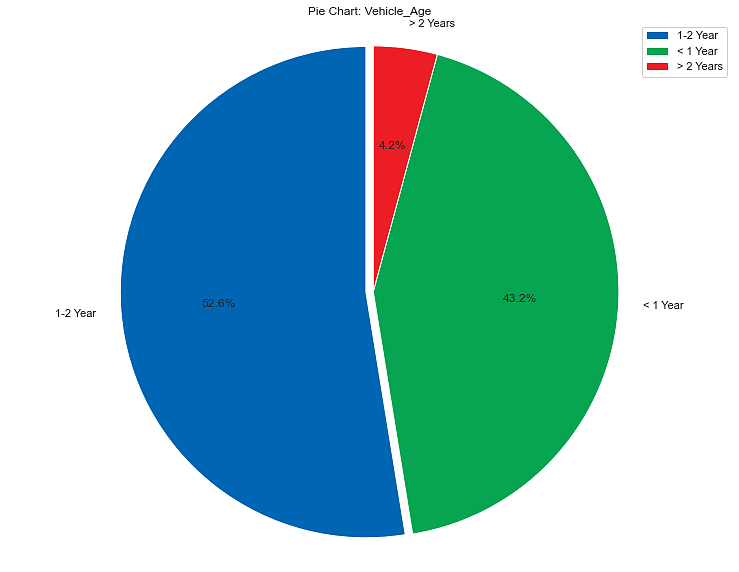 Pie Chart: Vehicle_Age
> 2 Years
1-2 Year
< 1 Year
> 2 Years
4.2%
52.6%
43.2%
1-2 Year
< 1 Year